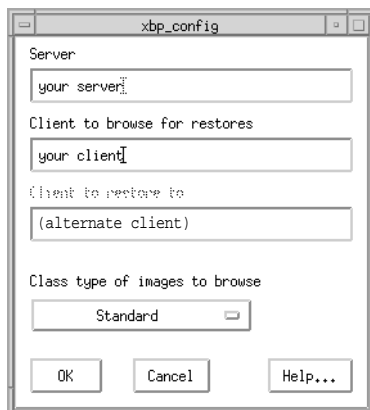 xbp_config
Server
your server
Client to browse for restores
your client
Client to restore to
(alternate client)
Class type of images to browse
Standard
OK Cancel Help...